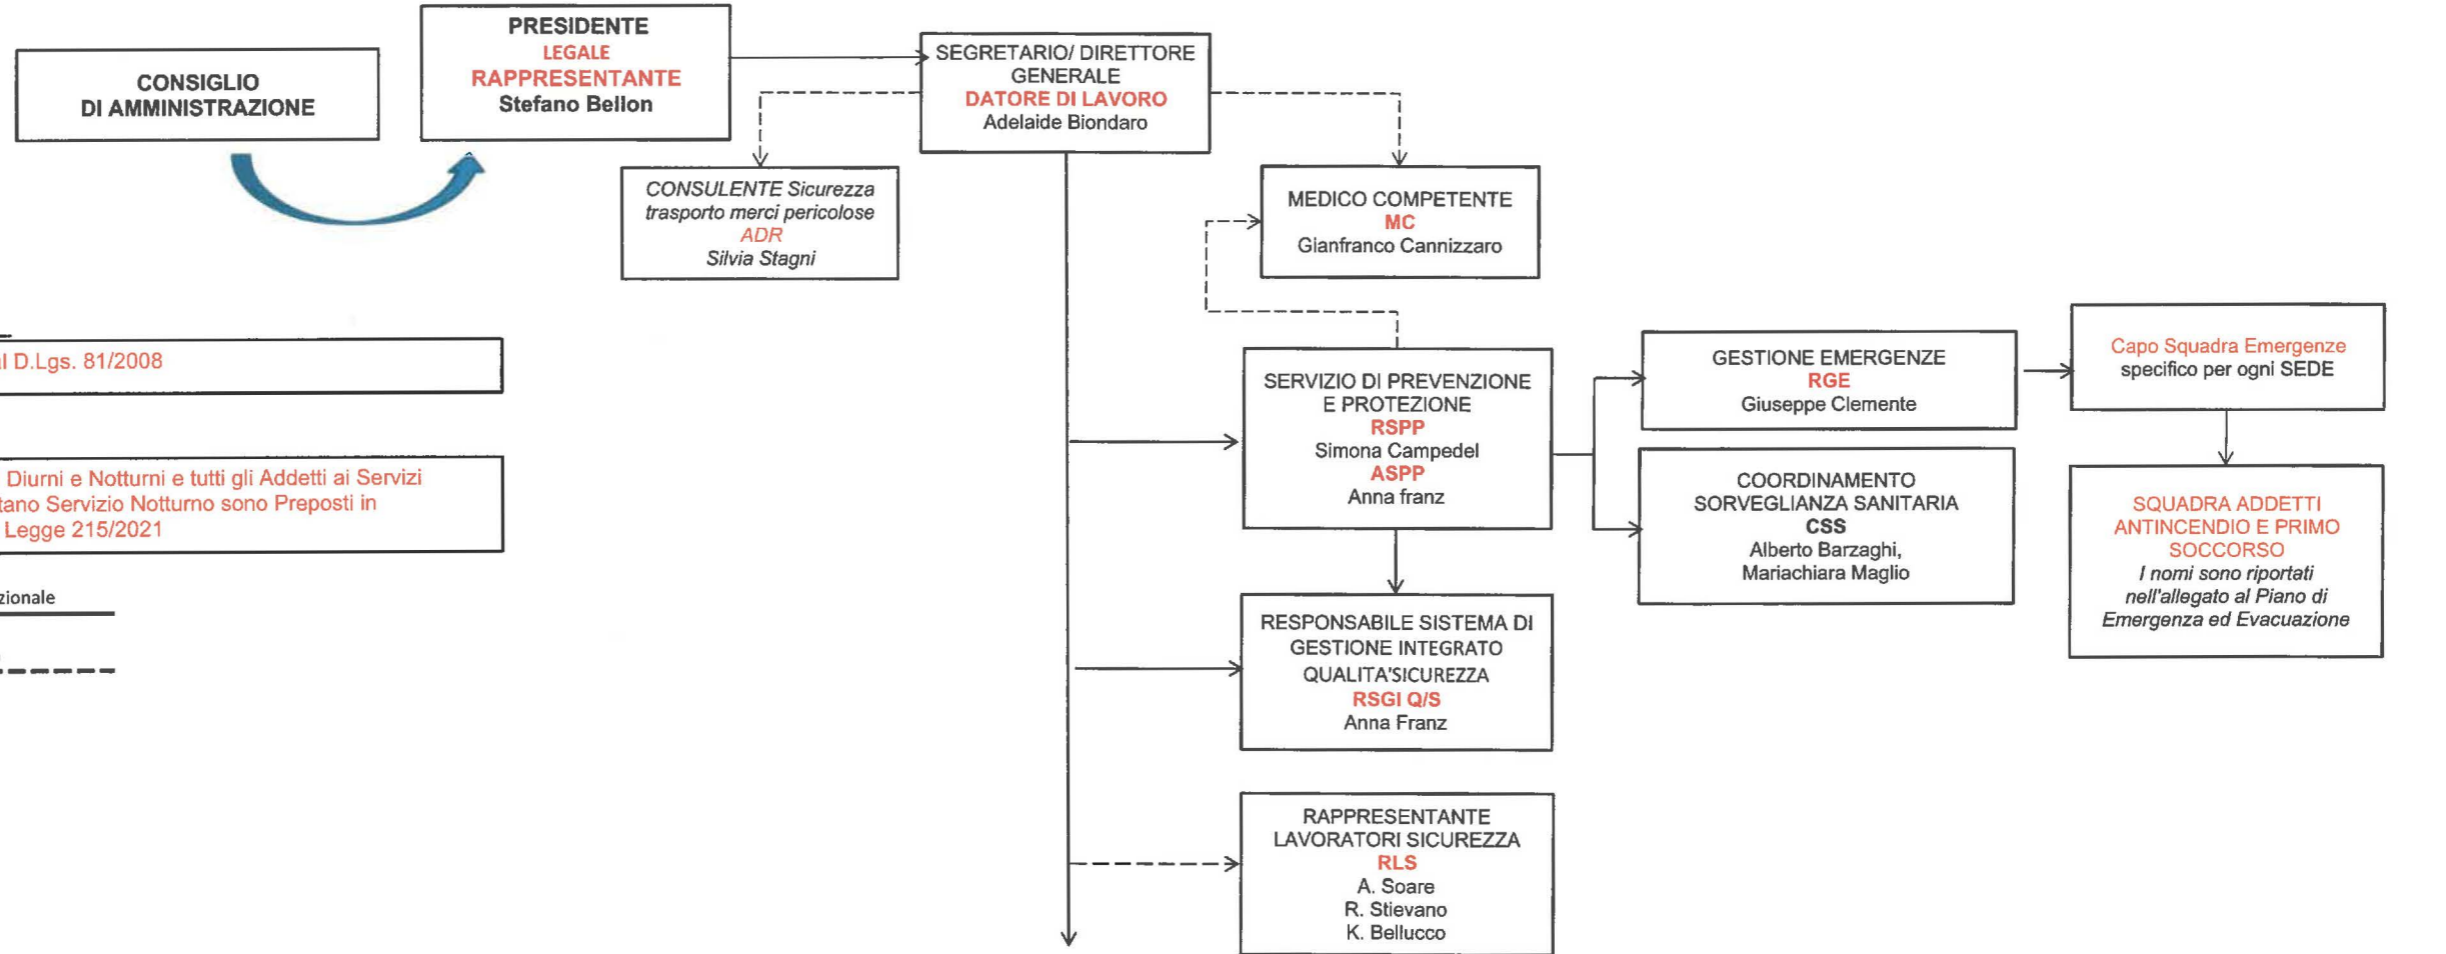 CONSIGLIO
DI AMMINISTRAZIONE
PRESIDENTE
LEGALE
RAPPRESENTANTE
Stefano Bellon
SEGRETARIO/ DIRETTORE
GENERALE
DATORE DI LAVORO
Adelaide Biondaro
CONSULENTE Sicurezza
trasporto merci pericolose
ADR
Silvia Stagni
MEDICO COMPETENTE
MC
Gianfranco Cannizzaro
D.Lgs. 81/2008
Diurni e Notturni e tutti gli Addetti ai Servizi
Servizio Notturno sono Preposti in
Legge 215/2021
SERVIZIO DI PREVENZIONE
E PROTEZIONE
RSPP
Simona Campedel
ASPP
Anna franz
GESTIONE EMERGENZE
RGE
Giuseppe Clemente
Capo Squadra Emergenze
specifico per ogni SEDE
COORDINAMENTO
SORVEGLIANZA SANITARIA
CSS
Alberto Barzaghi,
Mariachiara Maglio
SQUADRA ADDETTI
ANTINCENDIO E PRIMO
SOCCORSO
I nomi sono riportati
nell'allegato al Piano di
Emergenza ed Evacuazione
RESPONSABILE SISTEMA DI
GESTIONE INTEGRATO
QUALITA'SICUREZZA
RSGI Q/S
Anna Franz
RAPPRESENTANTE
LAVORATORI SICUREZZA
RLS
A. Soare
R. Stievano
K. Bellucco